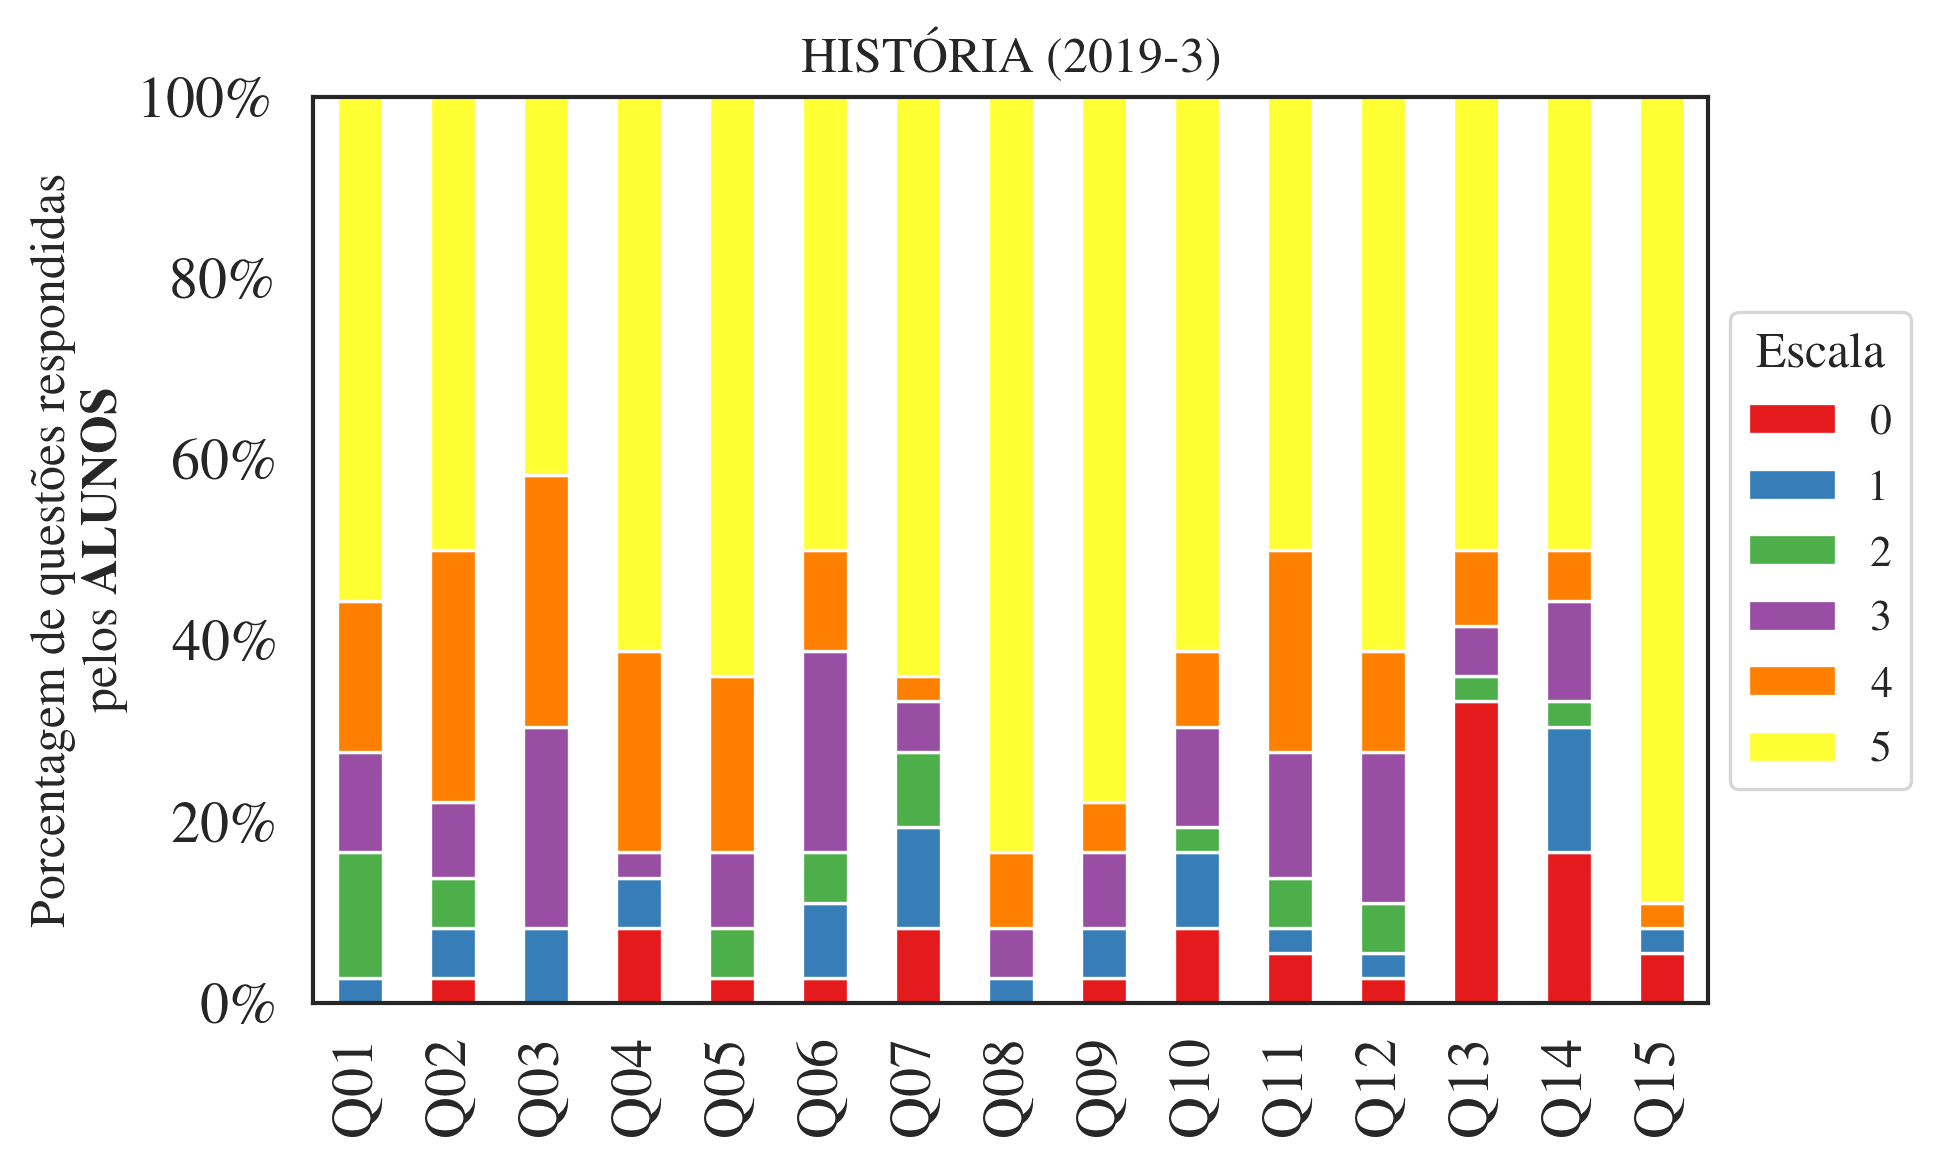 HISTÓRIA (2019-3)
100%
80%
60%
40%
20%
0%
Porcentagem de questões respondidas
pelos ALUNOS
Q01
Q02
Q03
Q04
Q05
Q06
Q07
Q08
Q09
Q10
Q11
Q12
Q13
Q14
Q15
Escala
0
1
2
3
4
5